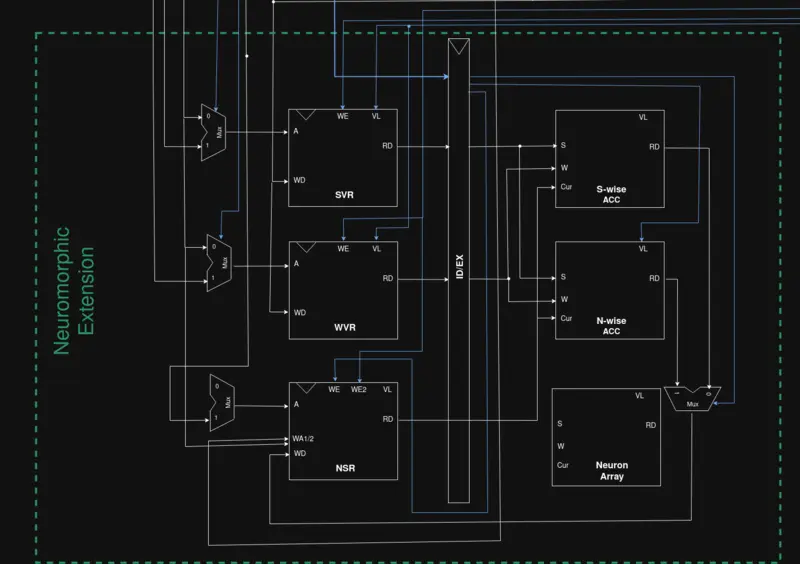 Neuromorphic
Extension
0
1
Mux
WE
VL
A
RD
WD
SVR
0
1
Mux
WE
VL
A
RD
WD
WVR
0
1
Mux
WE
WE2
VL
A
RD
WA1/2
WD
NSR
ID/EX
VL
S
RD
W
Cur
S-wise
ACC
VL
S
RD
W
Cur
N-wise
ACC
VL
S
RD
W
Cur
Neuron
Array
1
0
Mux